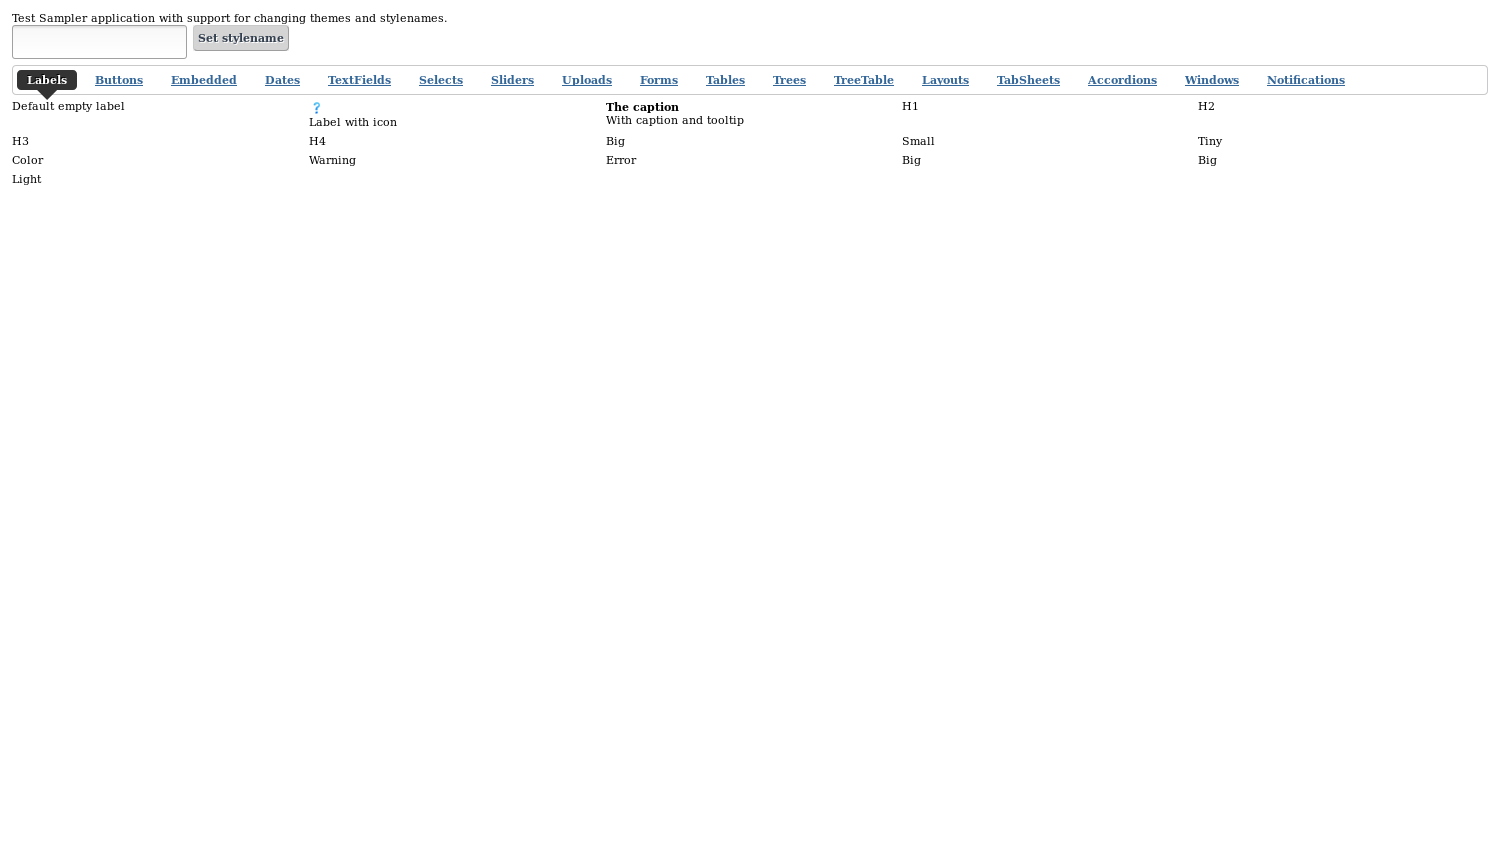 Test Sampler application with support for changing themes and stylenames.
Set stylename
Labels Buttons Embedded Dates TextFields Selects Sliders Uploads Forms Tables Trees TreeTable Layouts TabSheets Accordions Windows Notifications
Default empty label
?
Label with icon
The caption
With caption and tooltip
H1
H2
H3 H4 Big Small Tiny
Color Warning Error Big Big
Light